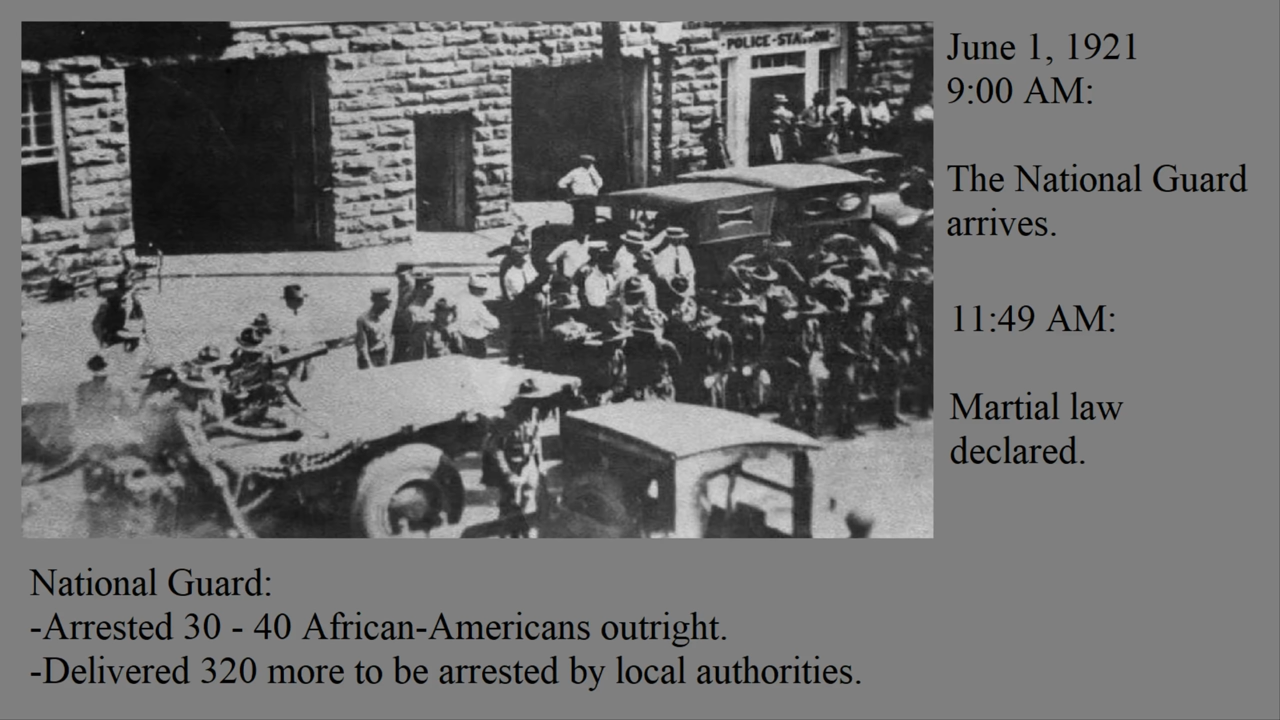 POLICE-STATION
June 1, 1921
9:00 AM:
The National Guard
arrives.
11:49 AM:
Martial law
declared.
National Guard:
-Arrested 30 - 40 African-Americans outright.
-Delivered 320 more to be arrested by local authorities.